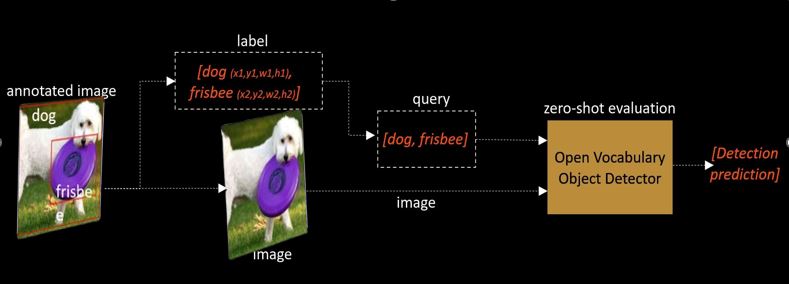 label
[dog (x1,y1,w1,h1),
frisbee (x2,y2,w2,h2)]
annotated image
dog
frisbe
e
image
query
[dog, frisbee]
image
zero-shot evaluation
Open Vocabulary
Object Detector
[Detection
prediction]